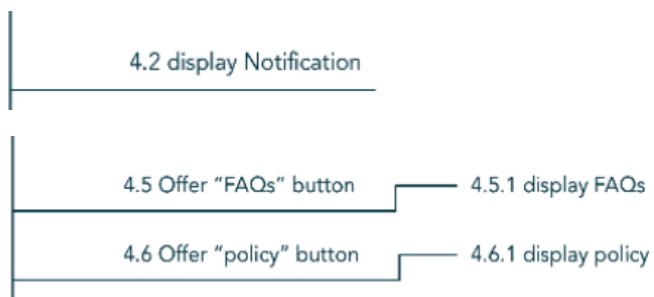 4.2 display Notification
4.5 Offer “FAQs” button 4.5.1 display FAQs
4.6 Offer “policy” button 4.6.1 display policy